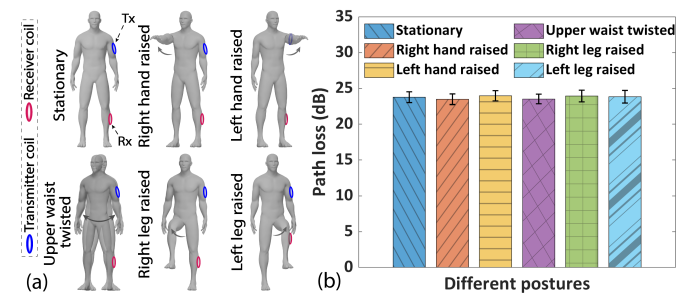 Receiver coil
Transmitter coil
Stationary
Tx
Rx
Right hand raised
Left hand raised
Upper waist
twisted
Right leg raised
Left leg raised
(a)
Path loss (dB)
35
30
25
20
15
10
5
0
Stationary
Upper waist twisted
Right hand raised
Right leg raised
Left hand raised
Left leg raised
Different postures
(b)